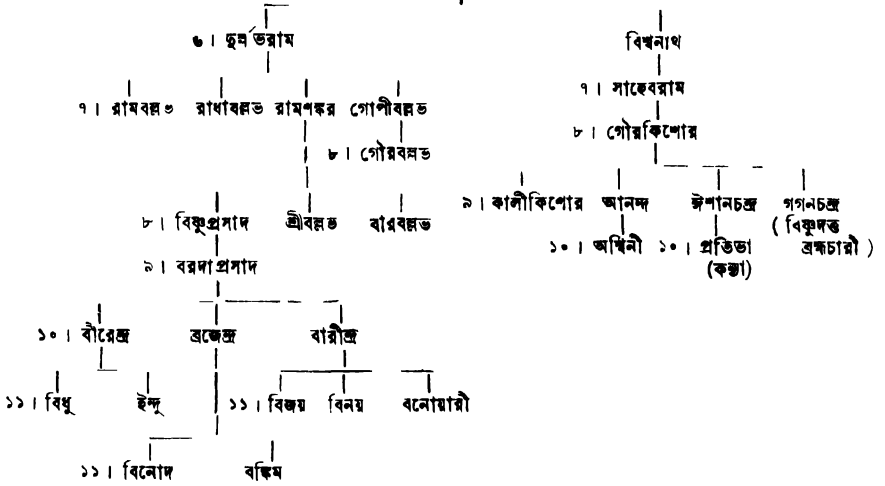 ৬। দুর্ল্লভরাম
৭। রামবল্লভ রাধাবল্লভ রামশঙ্কর গোপীবল্লভ
৮। গৌরবল্লভ
৮। বিষ্ণুপ্রসাদ শ্রীবল্লভ বীরবল্লভ
৯। বরদাপ্রসাদ
১০। বীরেন্দ্র ব্রজেন্দ্র বারীন্দ্র
১১। বিধু ইন্দু ১১। বিজয় বিনয় বনোয়ারী
১১। বিনোদ বঙ্কিম
বিশ্বনাথ
৭। সাহেবরাম
৮। গৌরকিশোর
৯। কালীকিশোর আনন্দ ঈশানচন্দ্র গগনচন্দ্র
(বিষ্ণুদত্ত
১০। অশ্বিনী ১০। প্রতিভা ব্রহ্মচারী)
(কন্যা)